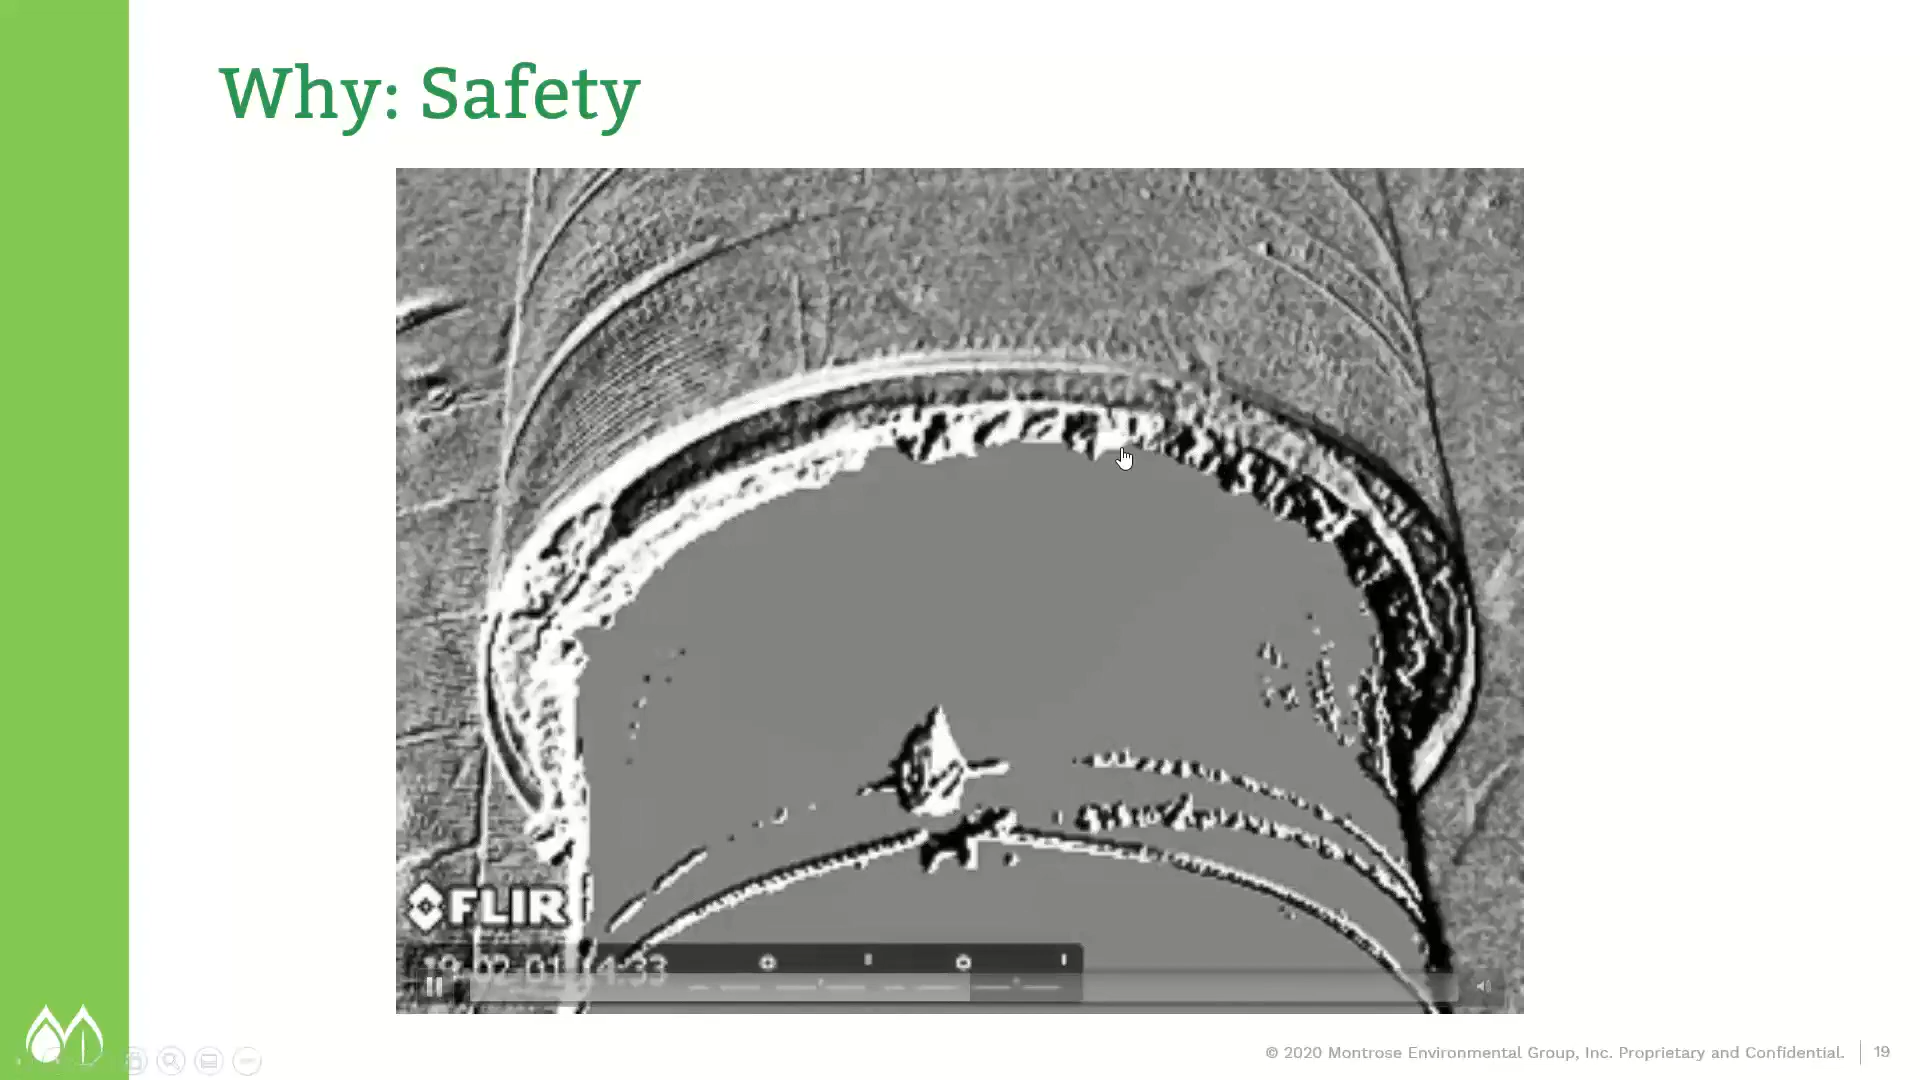 Why: Safety
FLIR
© 2020 Montrose Environmental Group, Inc. Proprietary and Confidential.
19